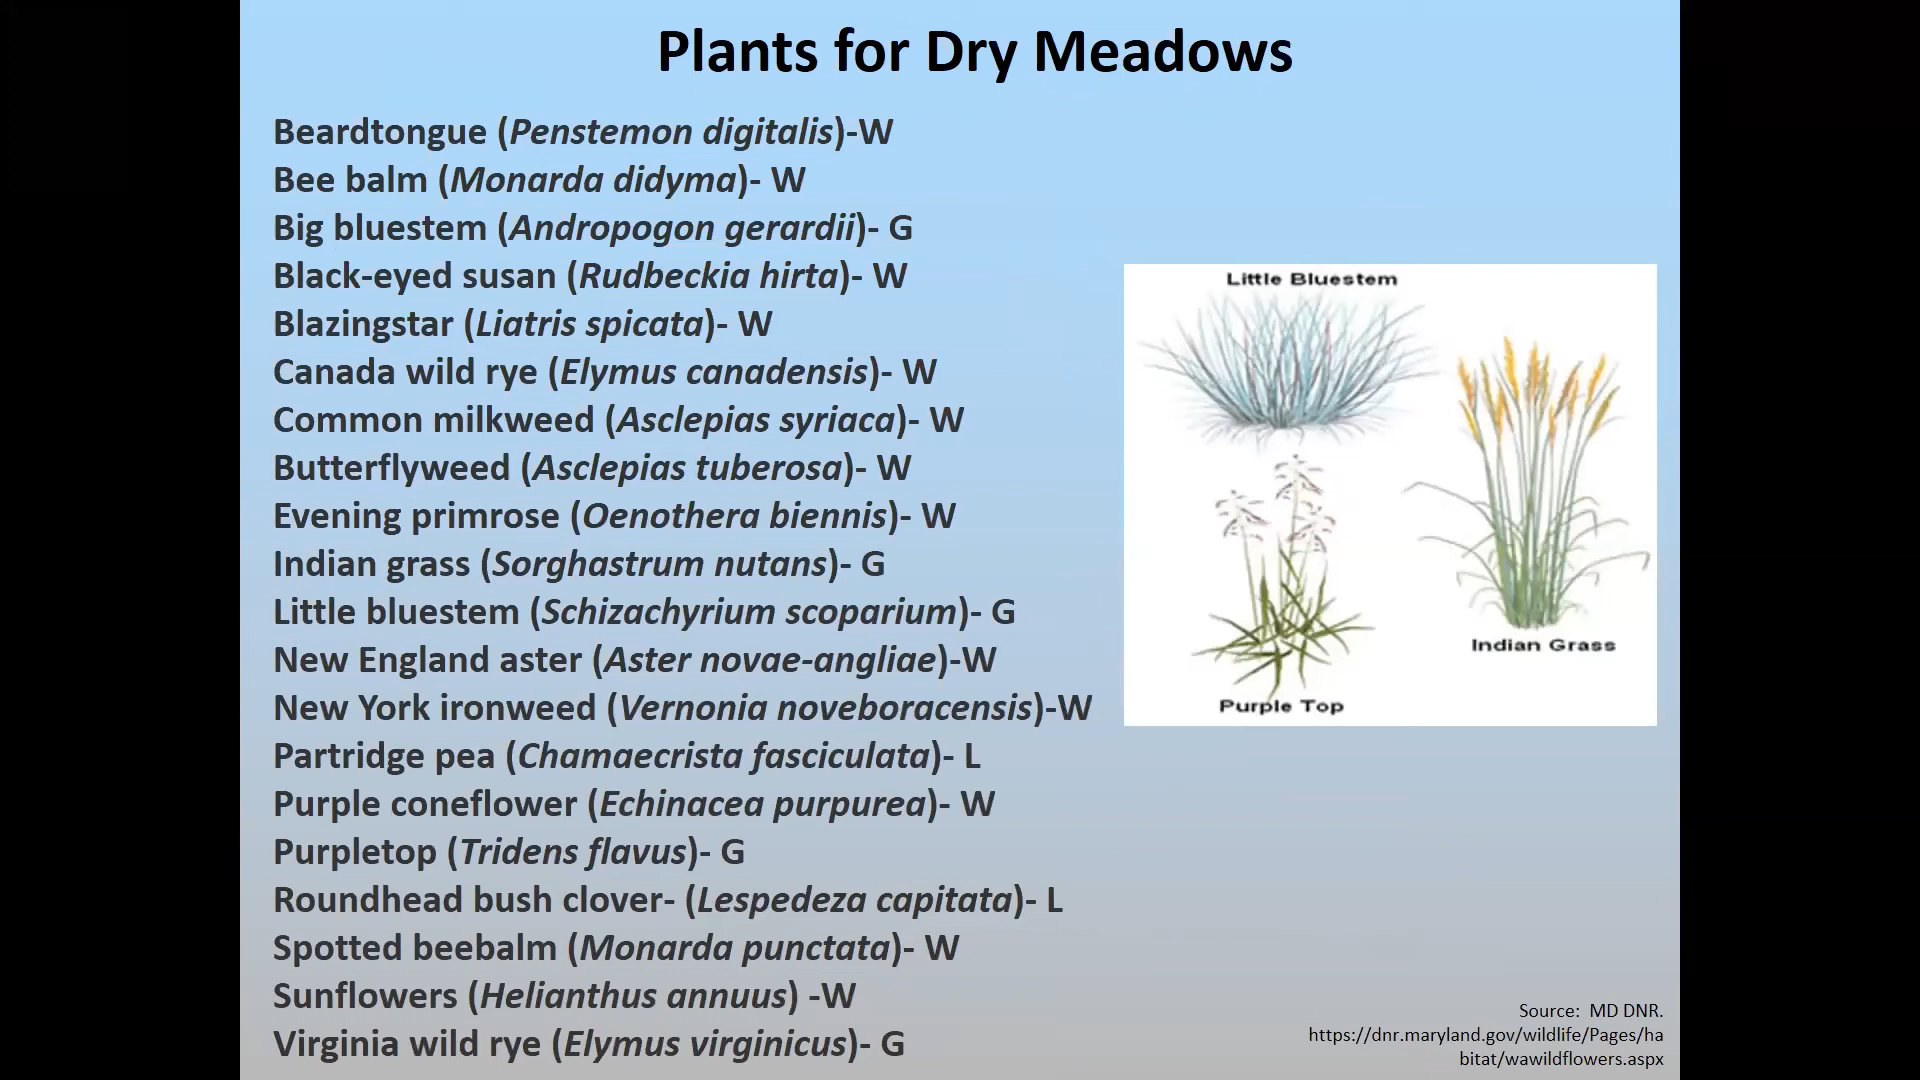 Plants for Dry Meadows
Beardtongue (Penstemon digitalis)-W
Bee balm (Monarda didyma)- W
Big bluestem (Andropogon gerardii)- G
Black-eyed susan (Rudbeckia hirta)- W
Blazingstar (Liatris spicata)- W
Canada wild rye (Elymus canadensis)- W
Common milkweed (Asclepias syriaca)- W
Butterflyweed (Asclepias tuberosa)- W
Evening primrose (Oenothera biennis)- W
Indian grass (Sorghastrum nutans)- G
Little bluestem (Schizachyrium scoparium)- G
New England aster (Aster novae-angliae)-W
New York ironweed (Vernonia noveboracensis)-W
Partridge pea (Chamaecrista fasciculata)- L
Purple coneflower (Echinacea purpurea)- W
Purpletop (Tridens flavus)- G
Roundhead bush clover- (Lespedeza capitata)- L
Spotted beebalm (Monarda punctata)- W
Sunflowers (Helianthus annuus) -W
Virginia wild rye (Elymus virginicus)- G
Little Bluestem
Indian Grass
Purple Top
Source:  MD DNR.
https://dnr.maryland.gov/wildlife/Pages/ha
bitat/wawildflowers.aspx